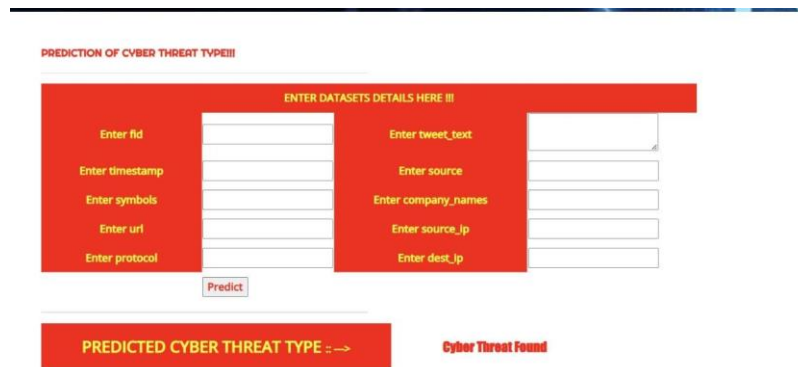 PREDICTION OF CYBER THREAT TYPE!!!
ENTER DATASETS DETAILS HERE !!!
Enter fid Enter tweet_text
Enter timestamp Enter source
Enter symbols Enter company_names
Enter url Enter source_ip
Enter protocol Enter dest_ip
Predict
PREDICTED CYBER THREAT TYPE :: --> Cyber Threat Found